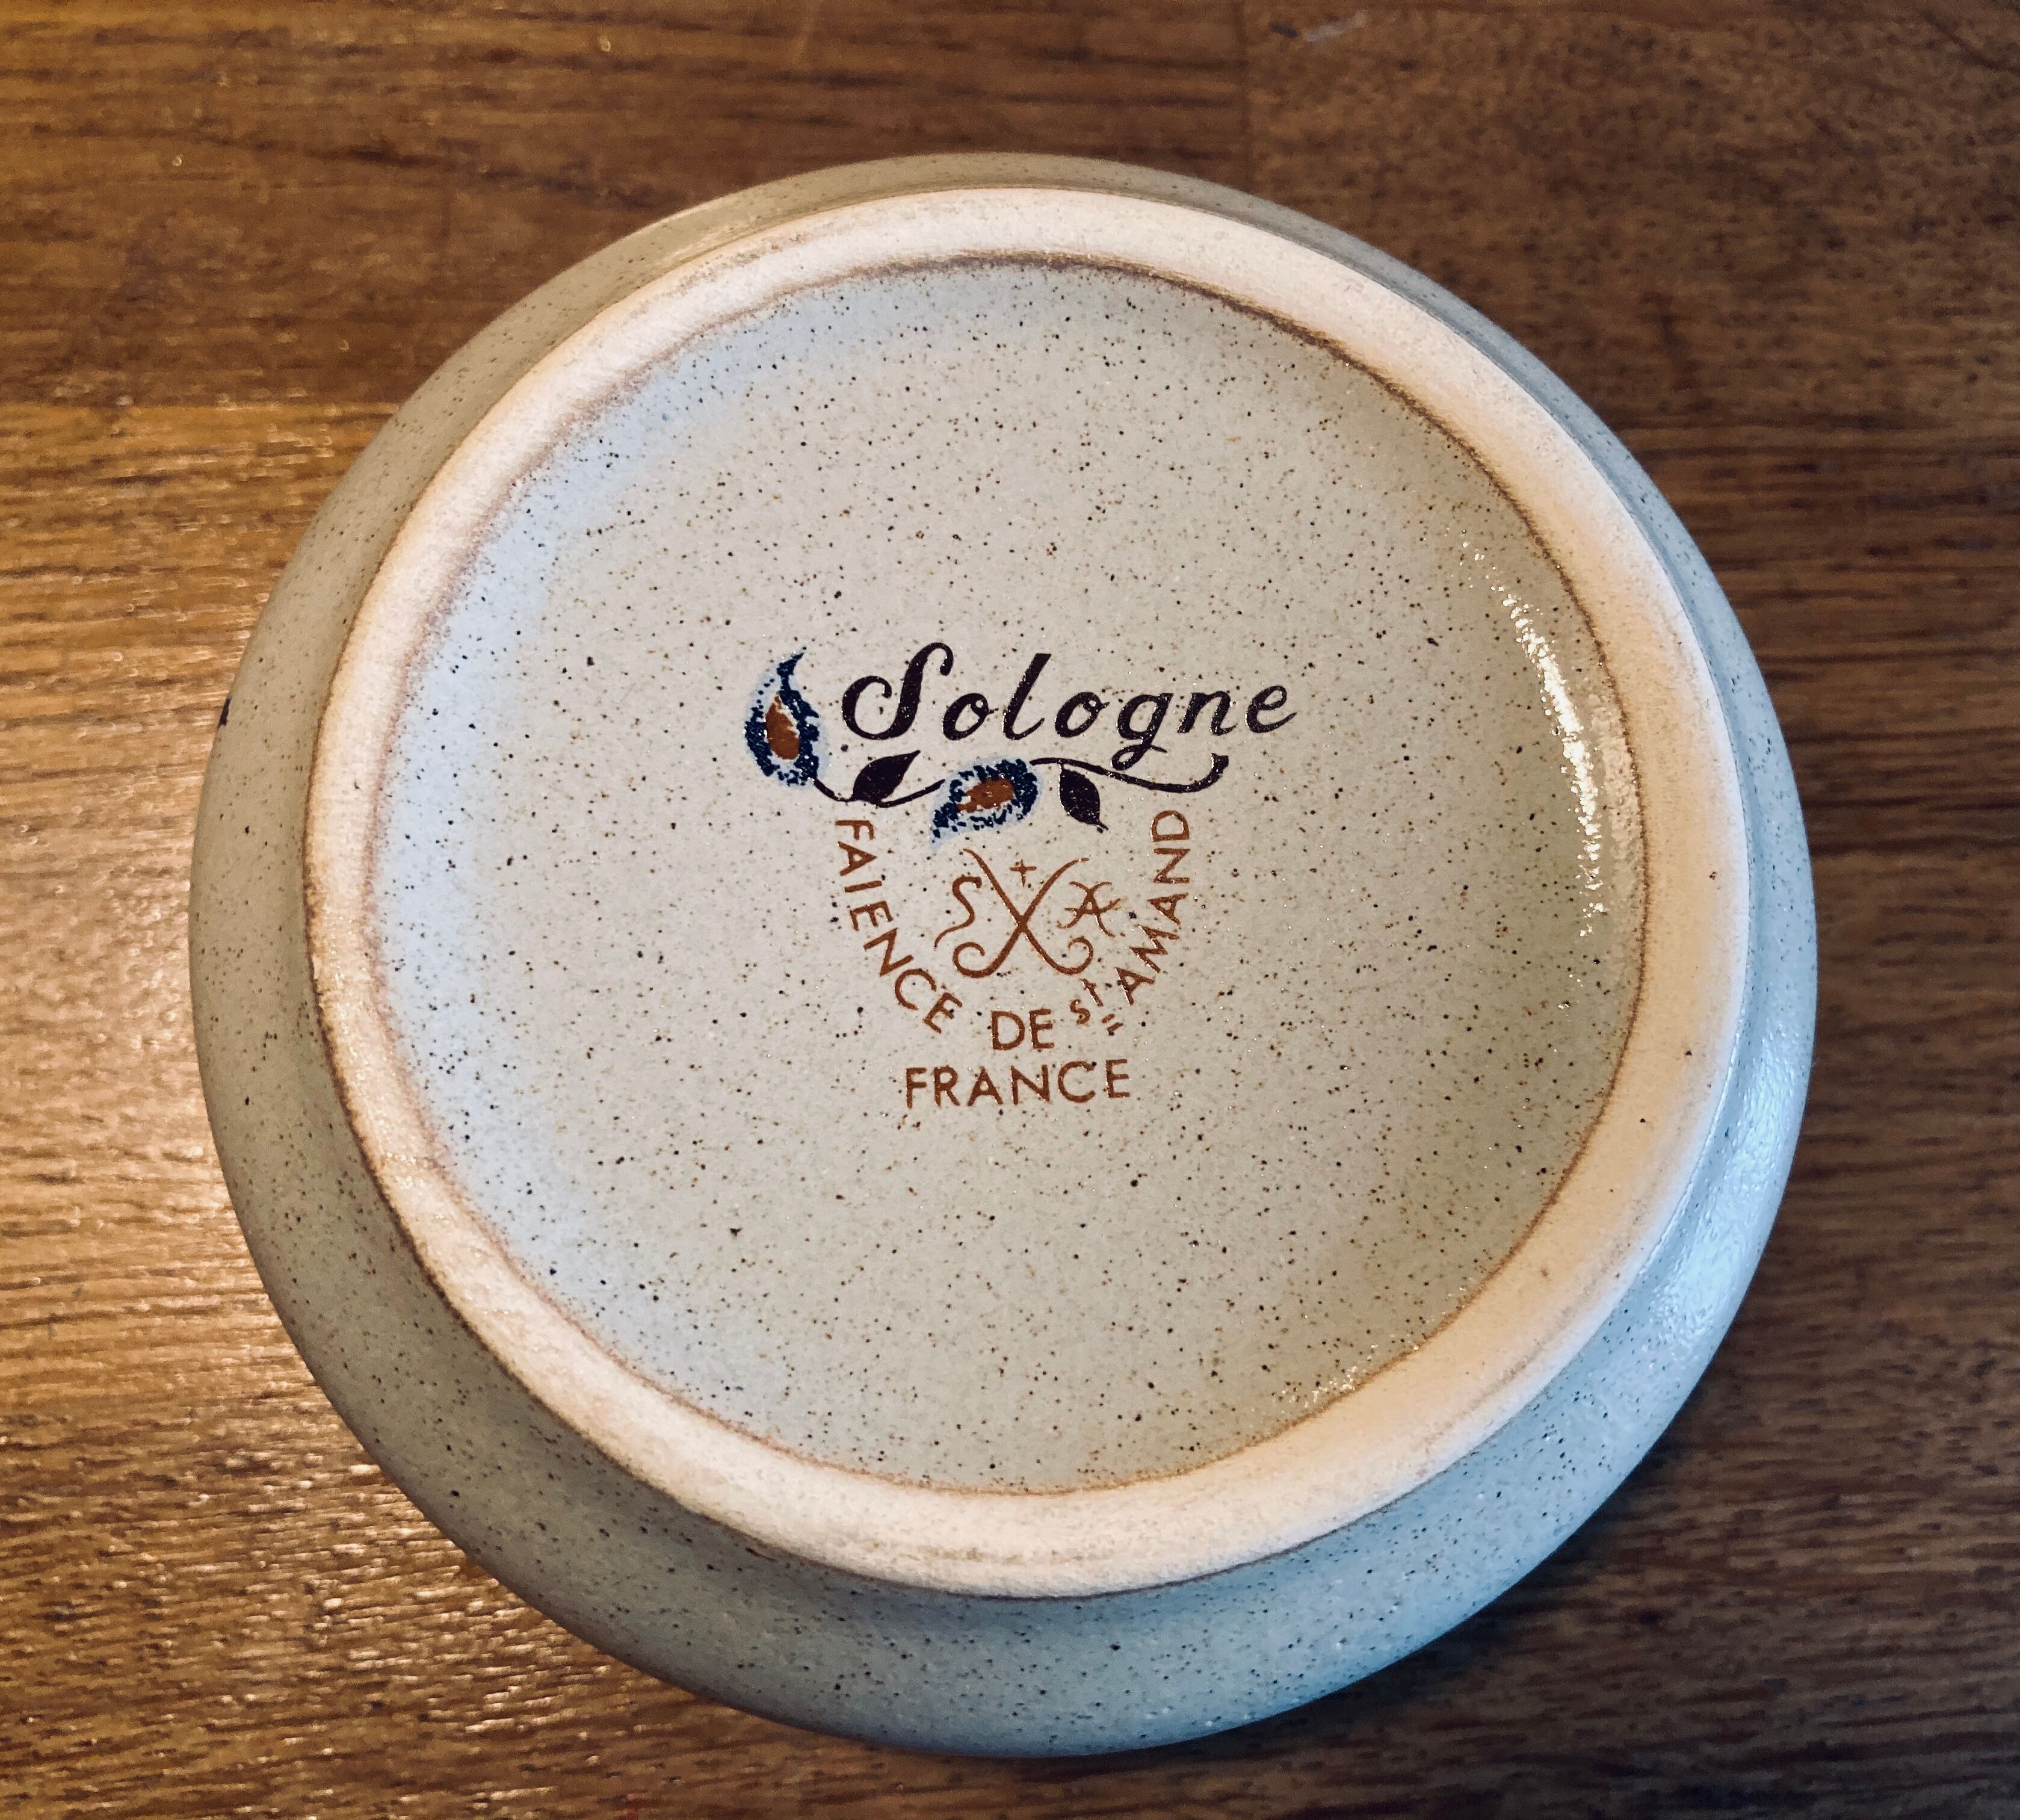 Sologne
S A
FAIENCE DE St AMAND
FRANCE